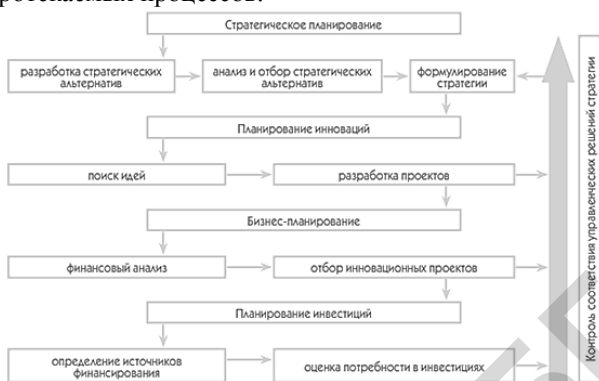 ротекаемых процессов.
Стратегическое планирование
разработка стратегических
альтернатив
анализ и отбор стратегических
альтернатив
формулирование
стратегии
Планирование инноваций
поиск идей
разработка проектов
Бизнес-планирование
финансовый анализ
отбор инновационных проектов
Планирование инвестиций
определение источников
финансирования
оценка потребности в инвестициях
Контроль соответствия управленческих решений стратегии